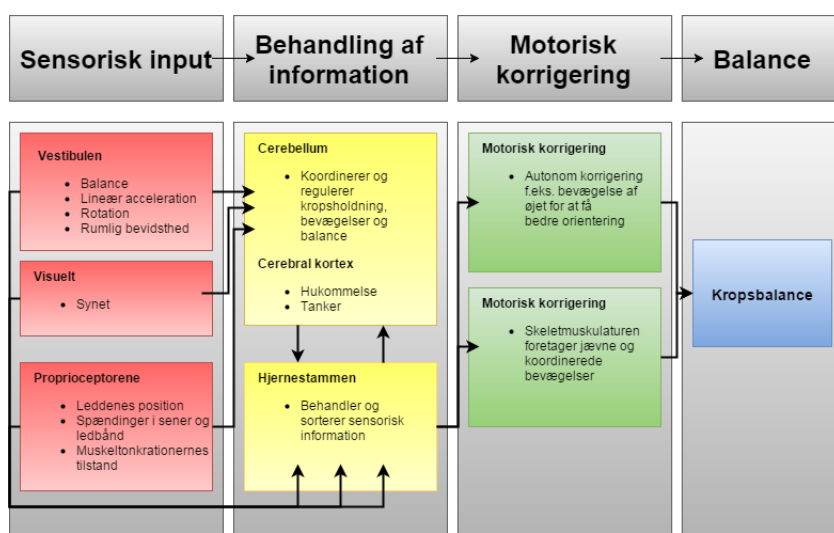 Sensorisk input
Behandling af
information
Motorisk
korrigering
Balance
Vestibulen
Balance
Lineær acceleration
Rotation
Rumlig bevidsthed
Visuelt
Synet
Proprioceptorene
Leddenes position
Spændinger i sener og
ledbånd
Muskeltonkrationernes
tilstand
Cerebellum
Koordinerer og
regulerer
kropsholdning,
bevægelser og
balance
Cerebral kortex
Hukommelse
Tanker
Hjernestammen
Behandler og
sorterer sensorisk
information
Motorisk korrigering
Autonom korrigering
f.eks. bevægelse af
øjet for at få
bedre orientering
Motorisk korrigering
Skeletmuskulaturen
foretager jævne og
koordinerede
bevægelser
Kropsbalance